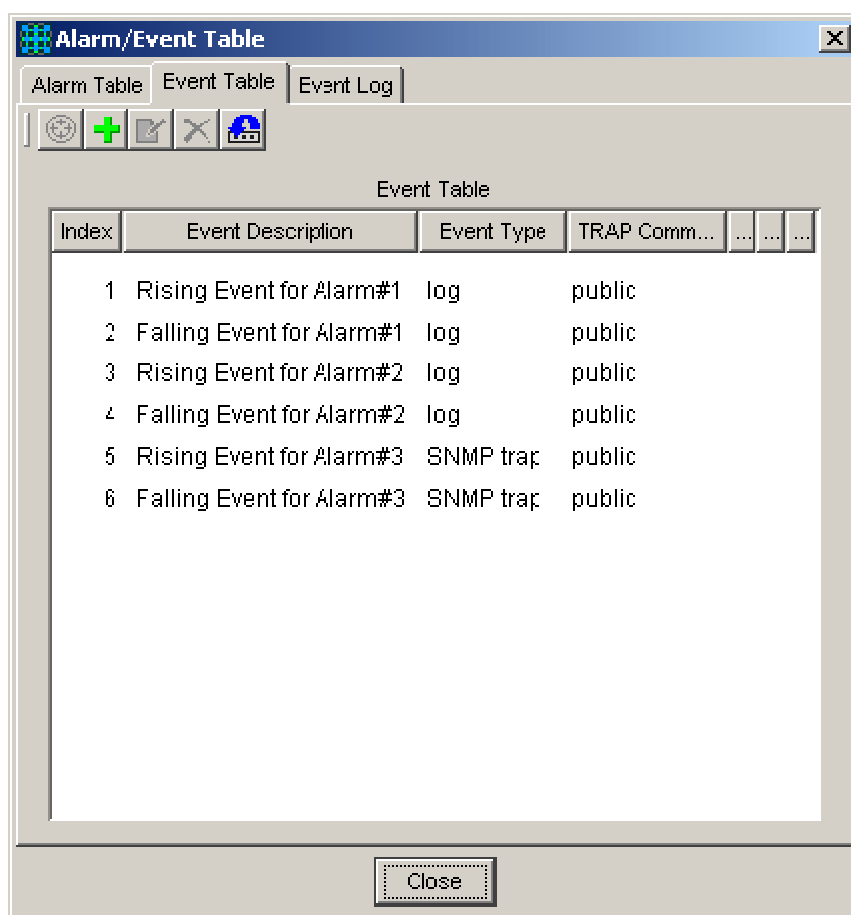 Alarm/Event Table
Alarm Table Event Table Event Log
Event Table
Index Event Description Event Type TRAP Comm... ... ... ...
1 Rising Event for Alarm#1 log public
2 Falling Event for Alarm#1 log public
3 Rising Event for Alarm#2 log public
4 Falling Event for Alarm#2 log public
5 Rising Event for Alarm#3 SNMP trap public
6 Falling Event for Alarm#3 SNMP trap public
Close